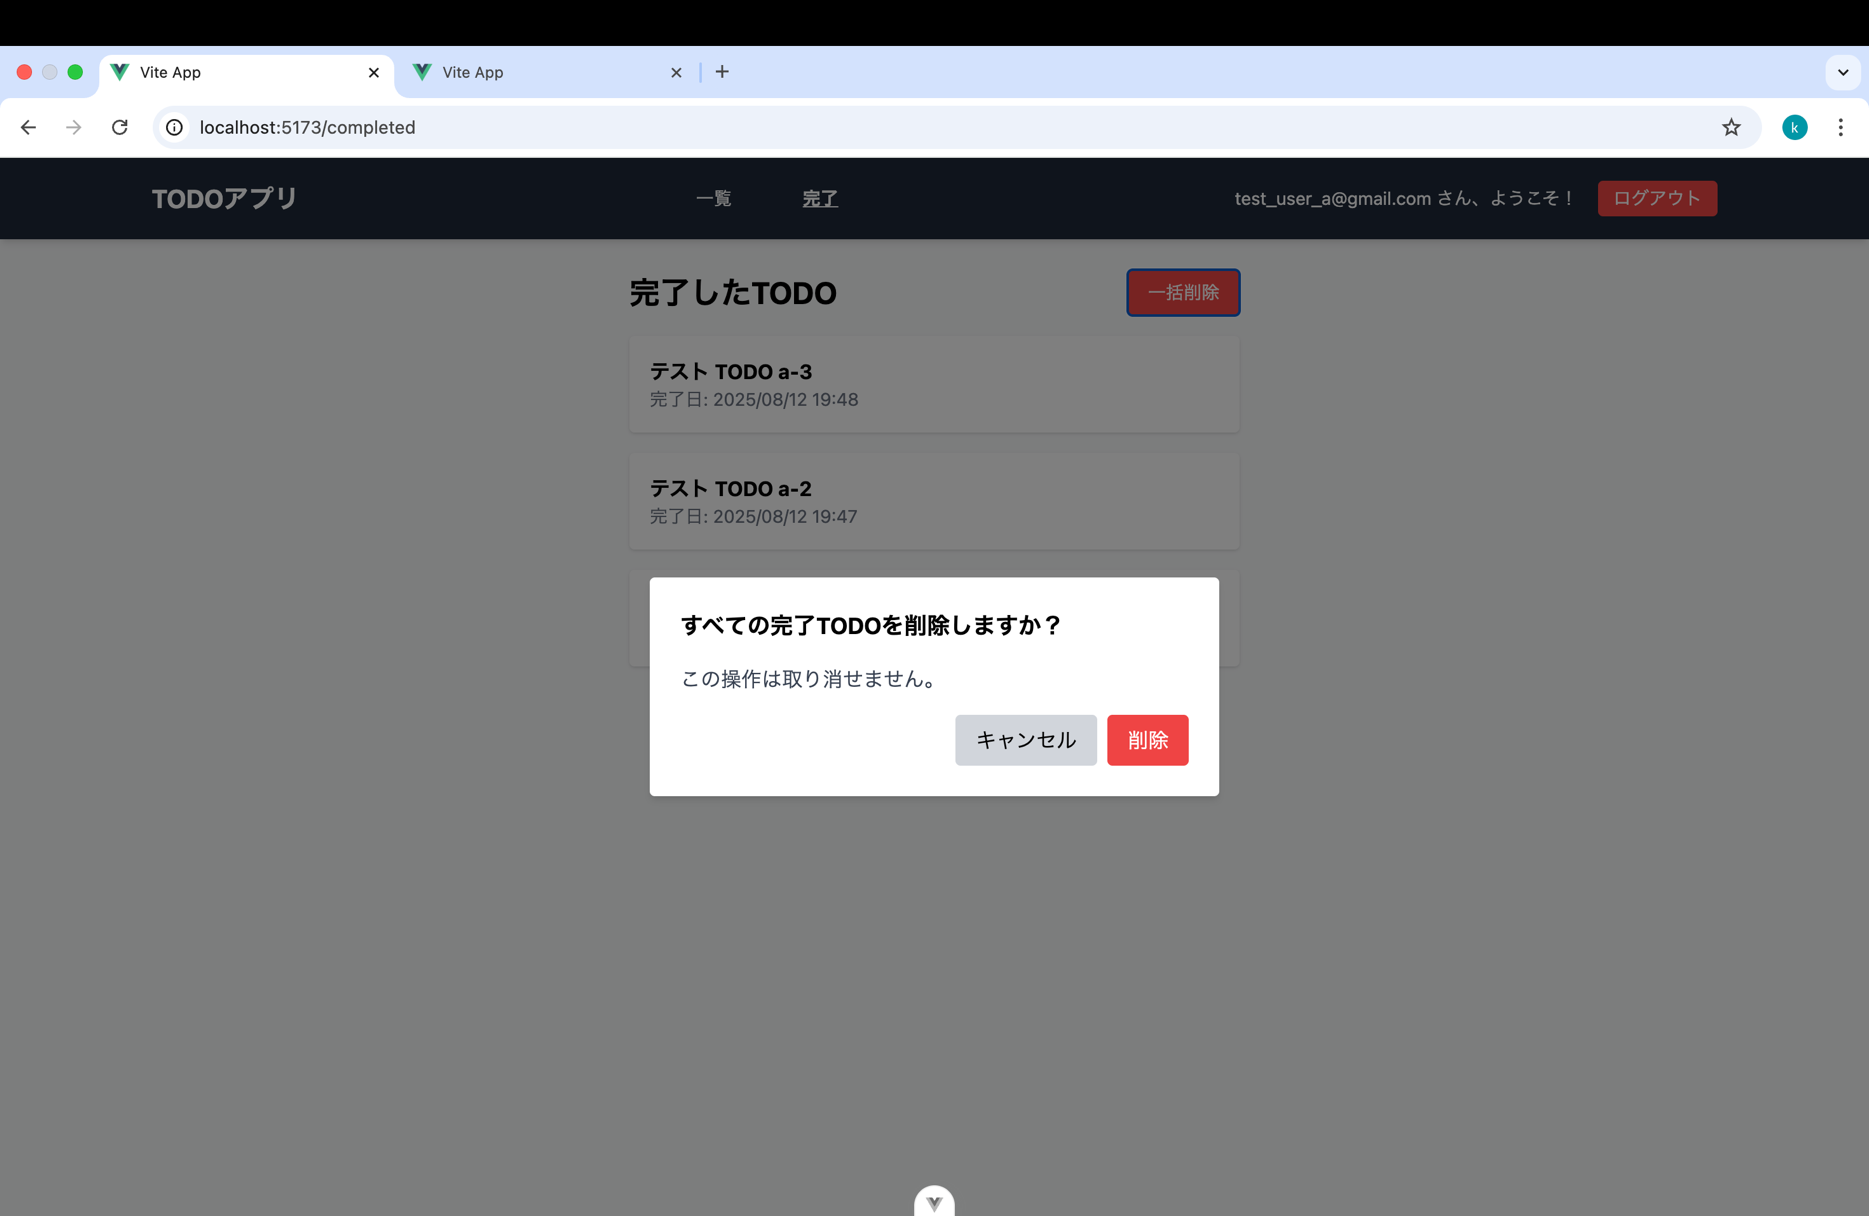 Vite App
Vite App
localhost:5173/completed
k
TODOアプリ
一覧
完了
test_user_a@gmail.com さん、ようこそ！
ログアウト
完了したTODO
一括削除
テスト TODO a-3
完了日: 2025/08/12 19:48
テスト TODO a-2
完了日: 2025/08/12 19:47
すべての完了TODOを削除しますか？
この操作は取り消せません。
キャンセル
削除